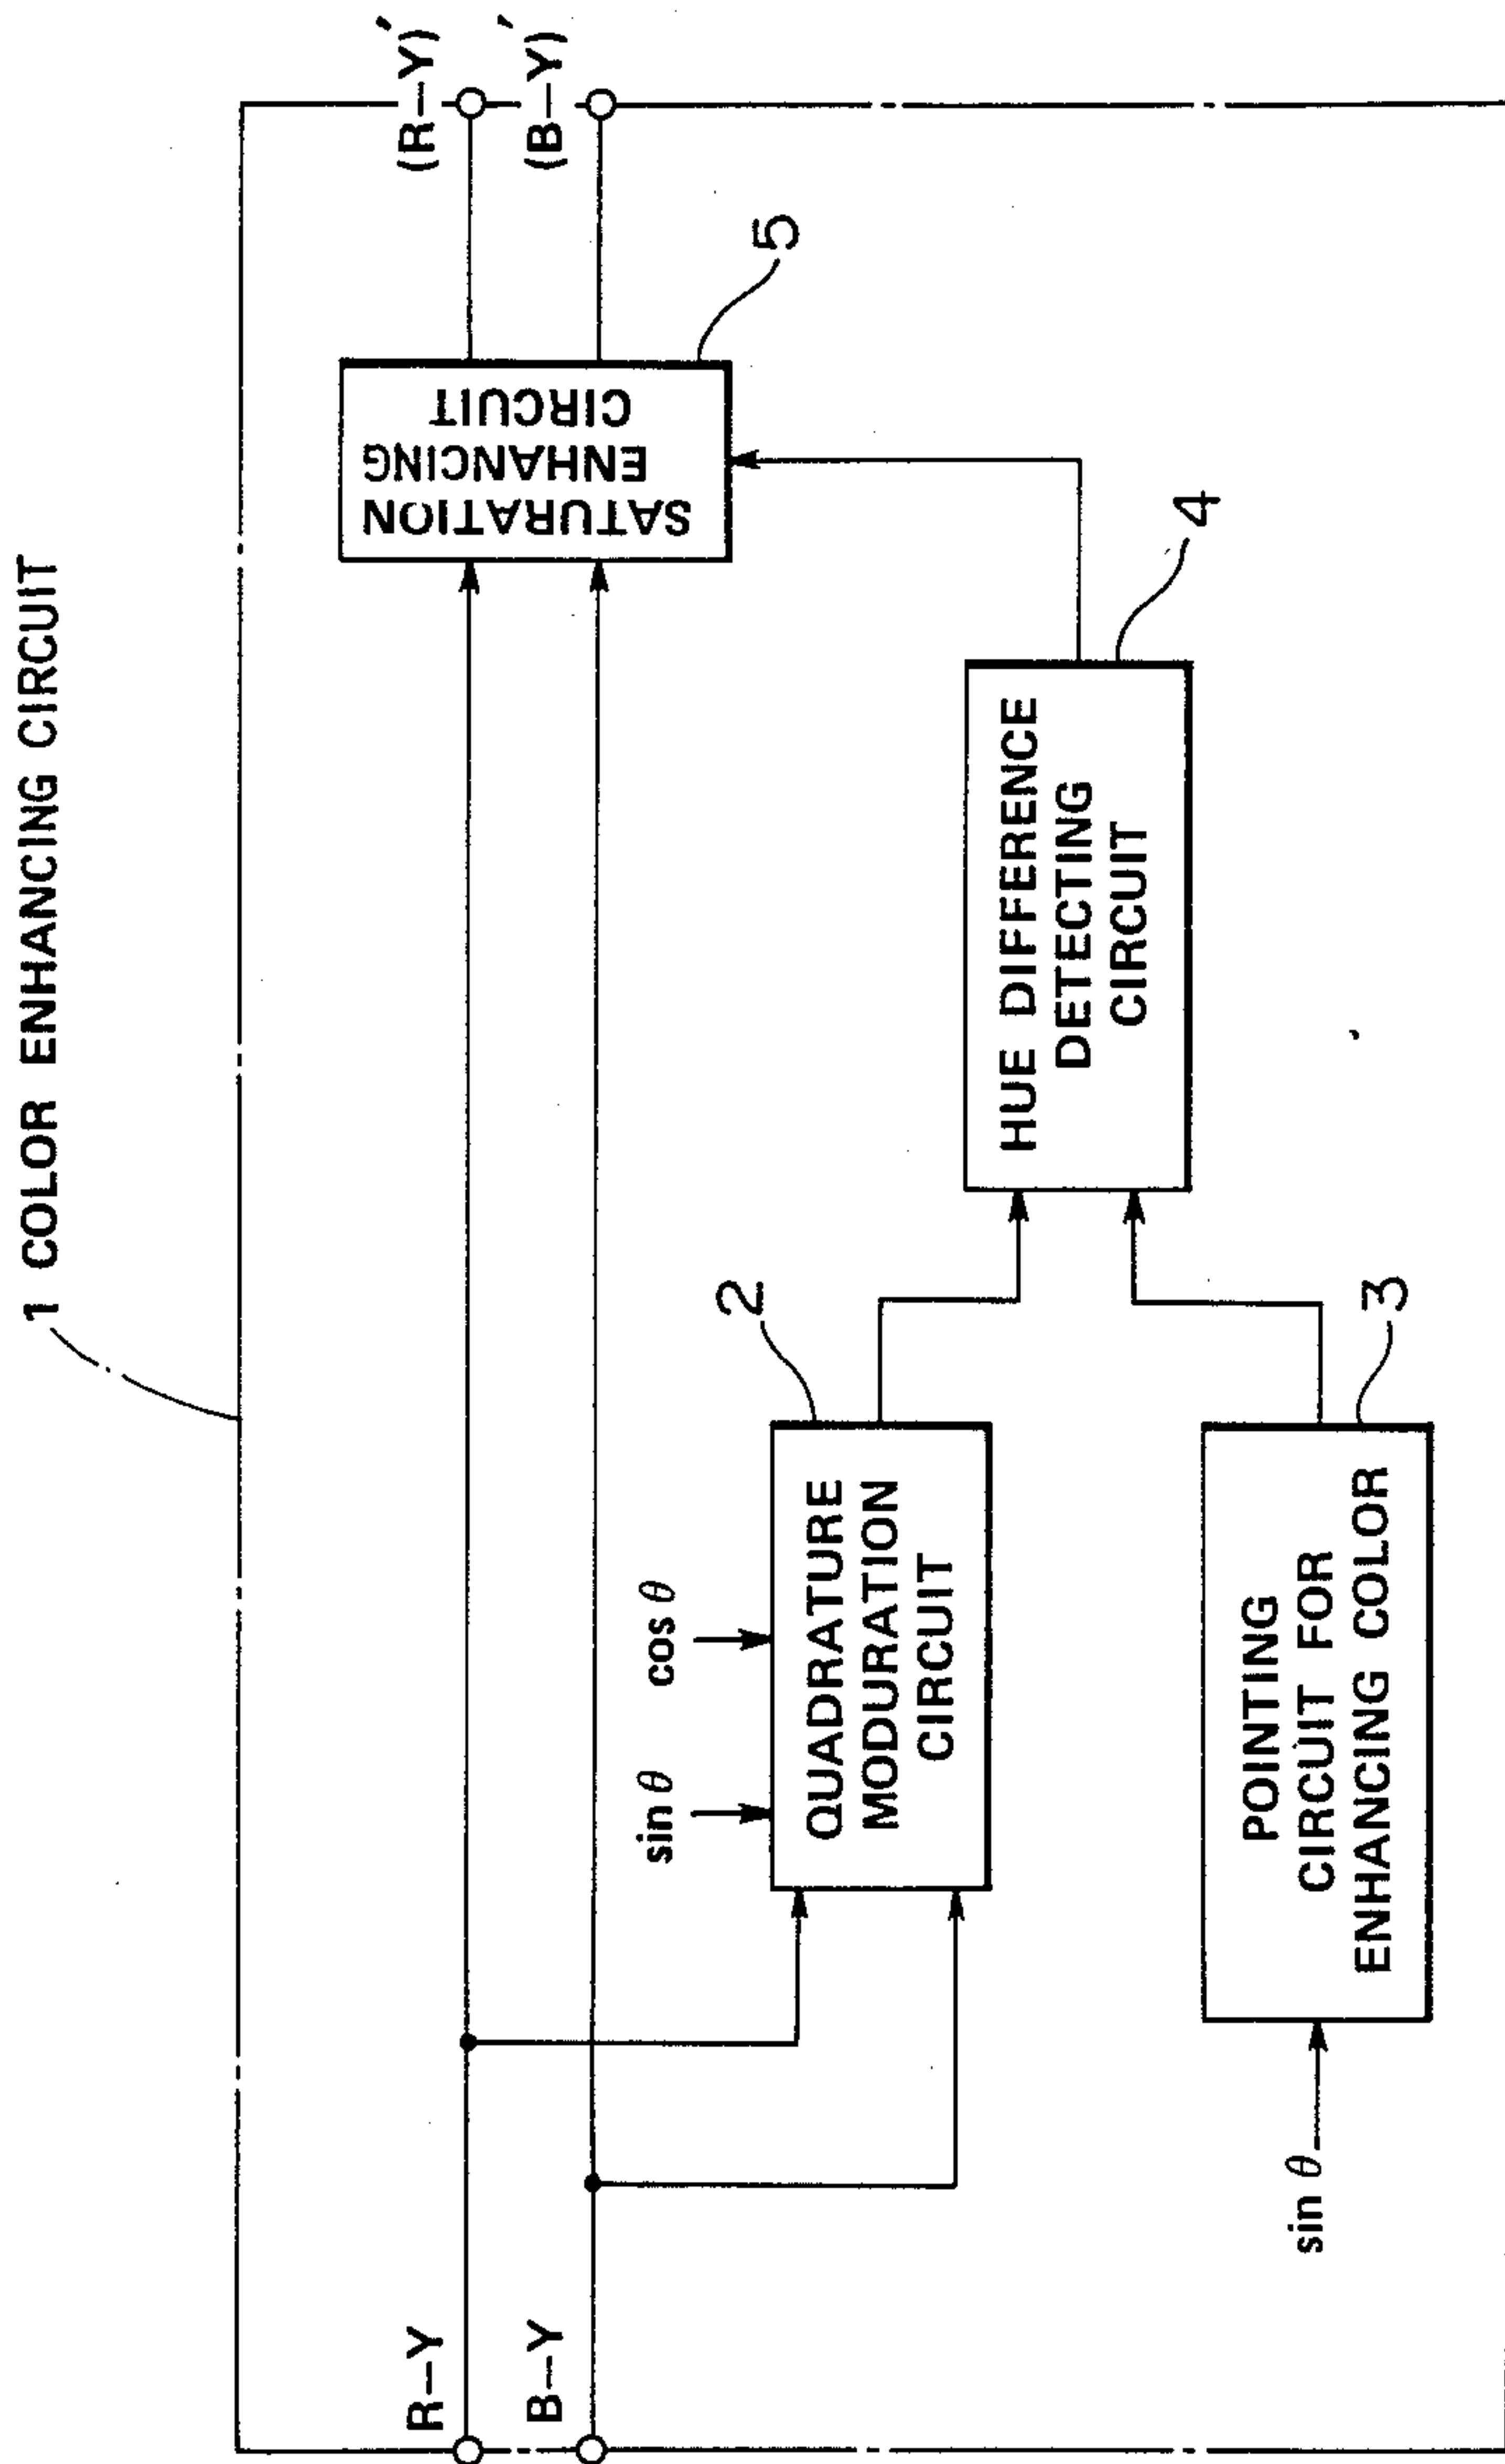 1 COLOR ENHANCING CIRCUIT
R–Y
B–Y
(R–Y)′
(B–Y)′
SATURATION
ENHANCING
CIRCUIT
5
sin θ
cos θ
2
QUADRATURE
MODURATION
CIRCUIT
HUE DIFFERENCE
DETECTING
CIRCUIT
4
sin θ
POINTING
CIRCUIT FOR
ENHANCING COLOR
3